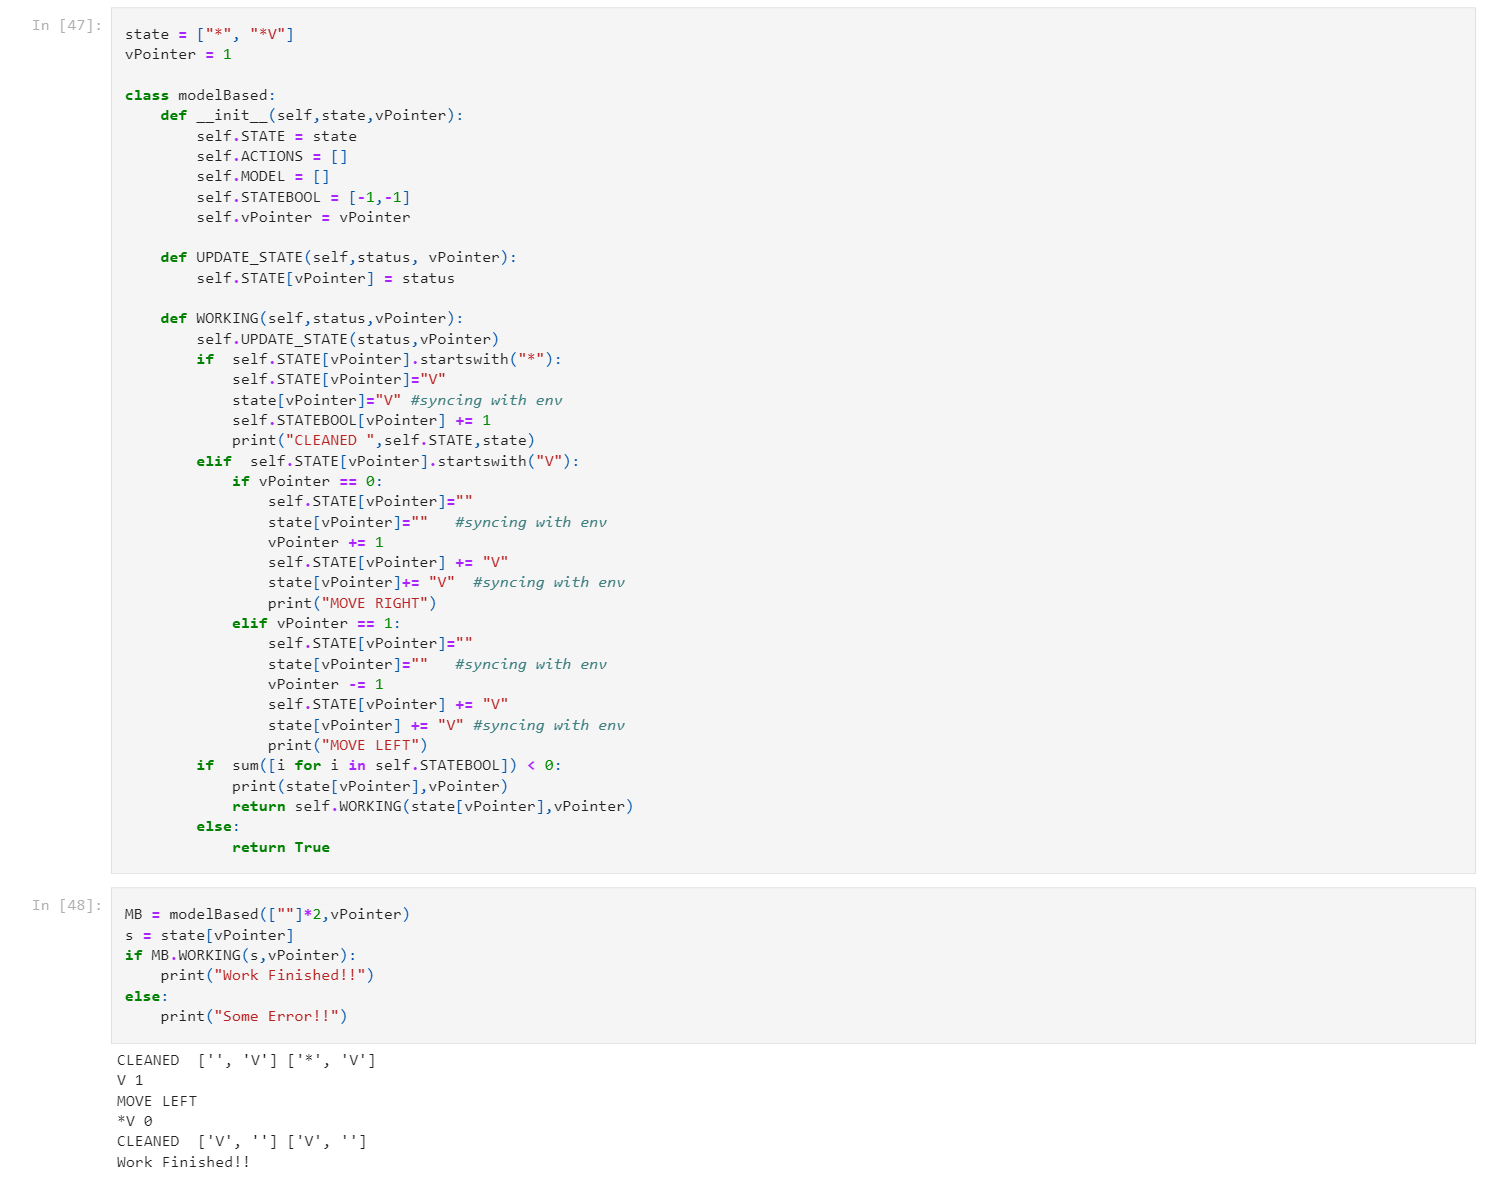 In [47]:
state = ["*", "*V"]
vPointer = 1

class modelBased:
    def __init__(self,state,vPointer):
        self.STATE = state
        self.ACTIONS = []
        self.MODEL = []
        self.STATEBOOL = [-1,-1]
        self.vPointer = vPointer

    def UPDATE_STATE(self,status, vPointer):
        self.STATE[vPointer] = status

    def WORKING(self,status,vPointer):
        self.UPDATE_STATE(status,vPointer)
        if  self.STATE[vPointer].startswith("*"):
            self.STATE[vPointer]="V"
            state[vPointer]="V" #syncing with env
            self.STATEBOOL[vPointer] += 1
            print("CLEANED ",self.STATE,state)
        elif  self.STATE[vPointer].startswith("V"):
            if vPointer == 0:
                self.STATE[vPointer]=""
                state[vPointer]=""   #syncing with env
                vPointer += 1
                self.STATE[vPointer] += "V"
                state[vPointer]+= "V"  #syncing with env
                print("MOVE RIGHT")
            elif vPointer == 1:
                self.STATE[vPointer]=""
                state[vPointer]=""   #syncing with env
                vPointer -= 1
                self.STATE[vPointer] += "V"
                state[vPointer] += "V" #syncing with env
                print("MOVE LEFT")
        if  sum([i for i in self.STATEBOOL]) < 0:
            print(state[vPointer],vPointer)
            return self.WORKING(state[vPointer],vPointer)
        else:
            return True
In [48]:
MB = modelBased([""]*2,vPointer)
s = state[vPointer]
if MB.WORKING(s,vPointer):
    print("Work Finished!!")
else:
    print("Some Error!!")
CLEANED  ['', 'V'] ['*', 'V']
V 1
MOVE LEFT
*V 0
CLEANED  ['V', ''] ['V', '']
Work Finished!!